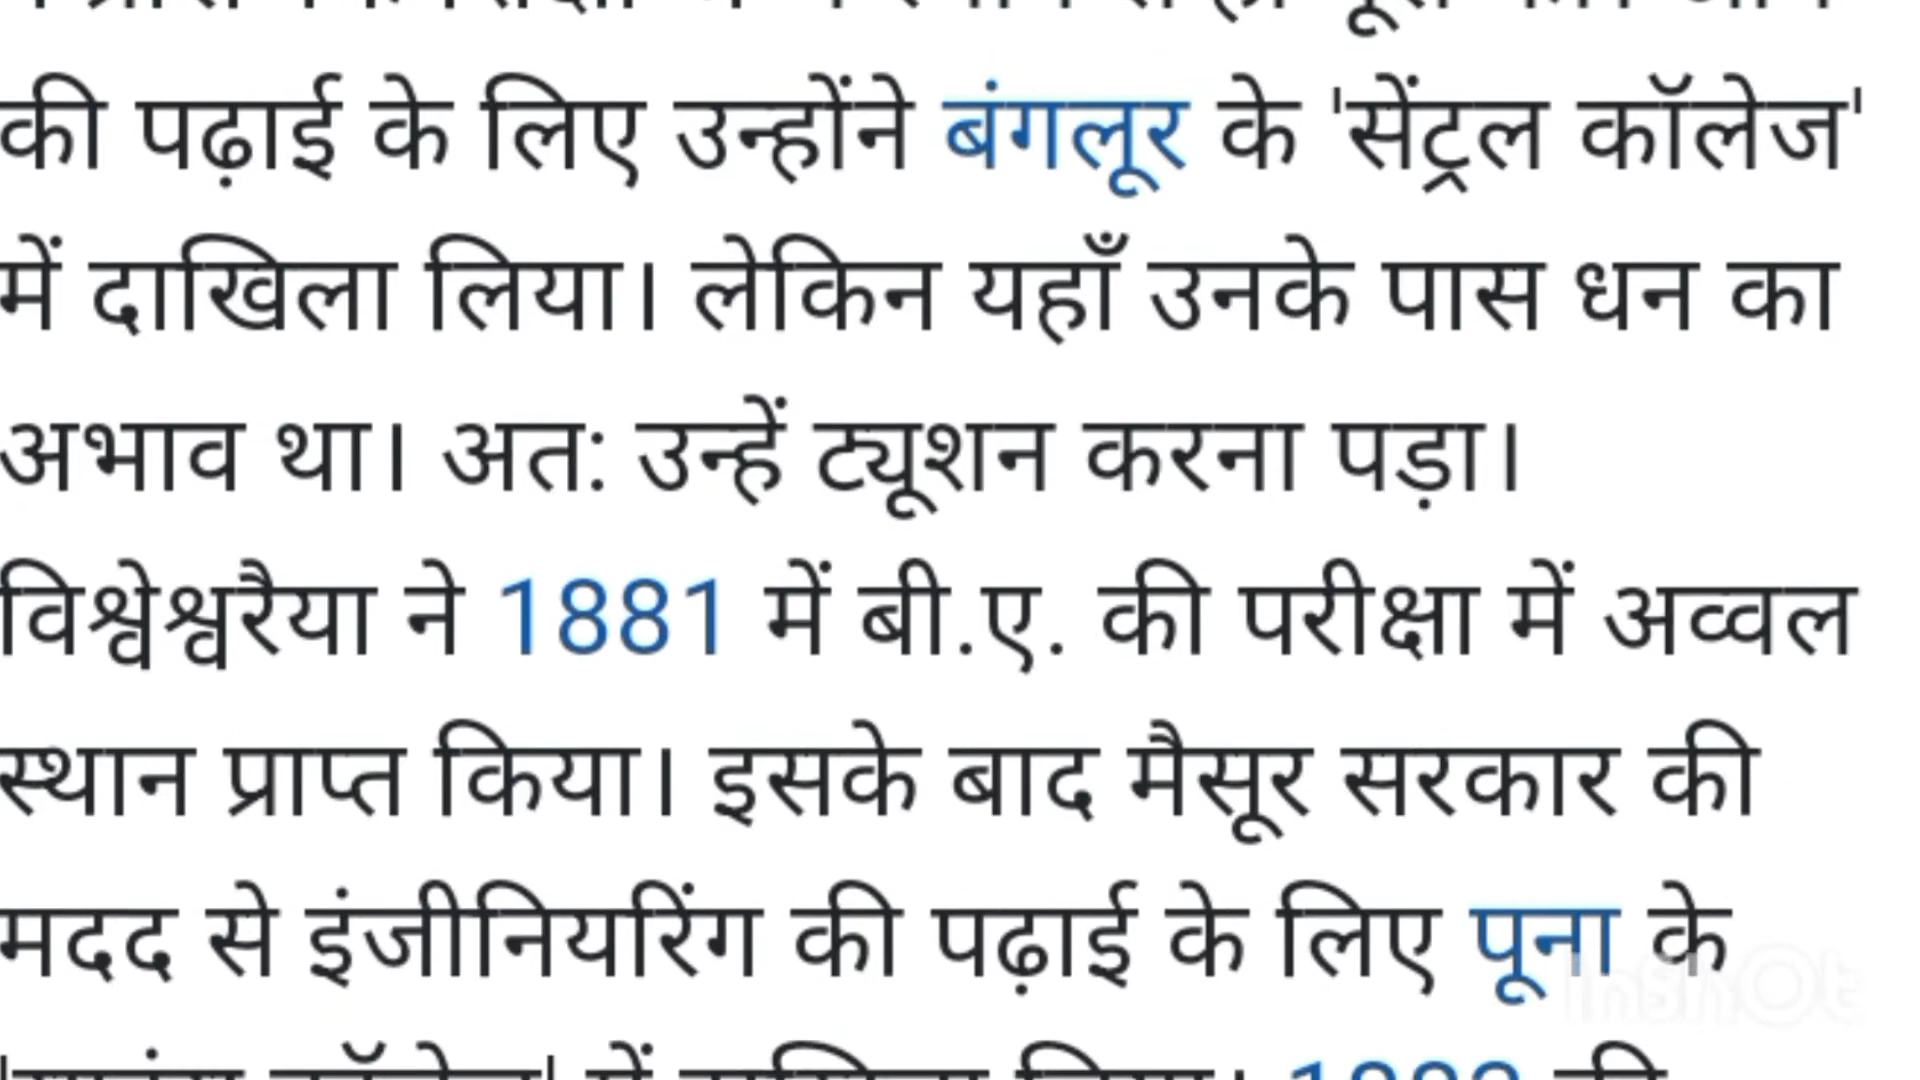 की पढ़ाई के लिए उन्होंने बंगलूर के 'सेंट्रल कॉलेज'
में दाखिला लिया। लेकिन यहाँ उनके पास धन का
अभाव था। अत: उन्हें ट्यूशन करना पड़ा।
विश्वेश्वरैया ने 1881 में बी.ए. की परीक्षा में अव्वल
स्थान प्राप्त किया। इसके बाद मैसूर सरकार की
मदद से इंजीनियरिंग की पढ़ाई के लिए पूना के
InShOt